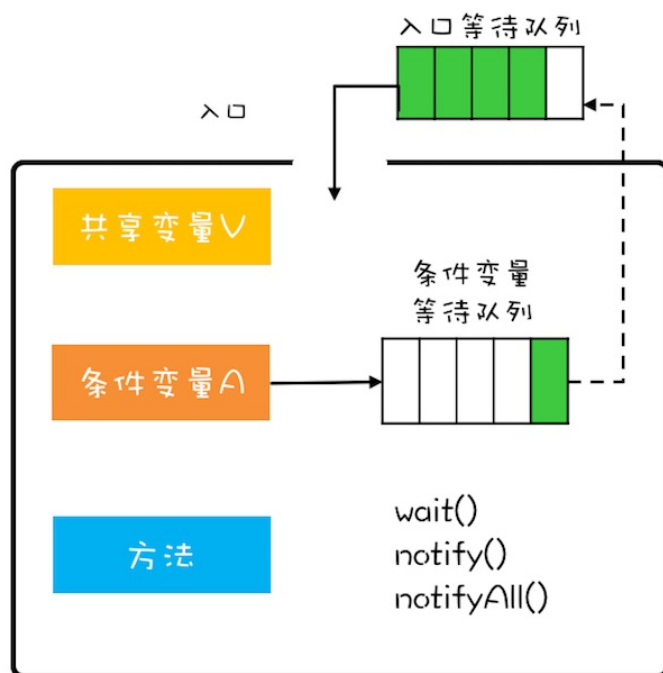 入口等待队列
入口
共享变量V
条件变量
等待队列
条件变量A
方法
wait()
notify()
notifyAll()